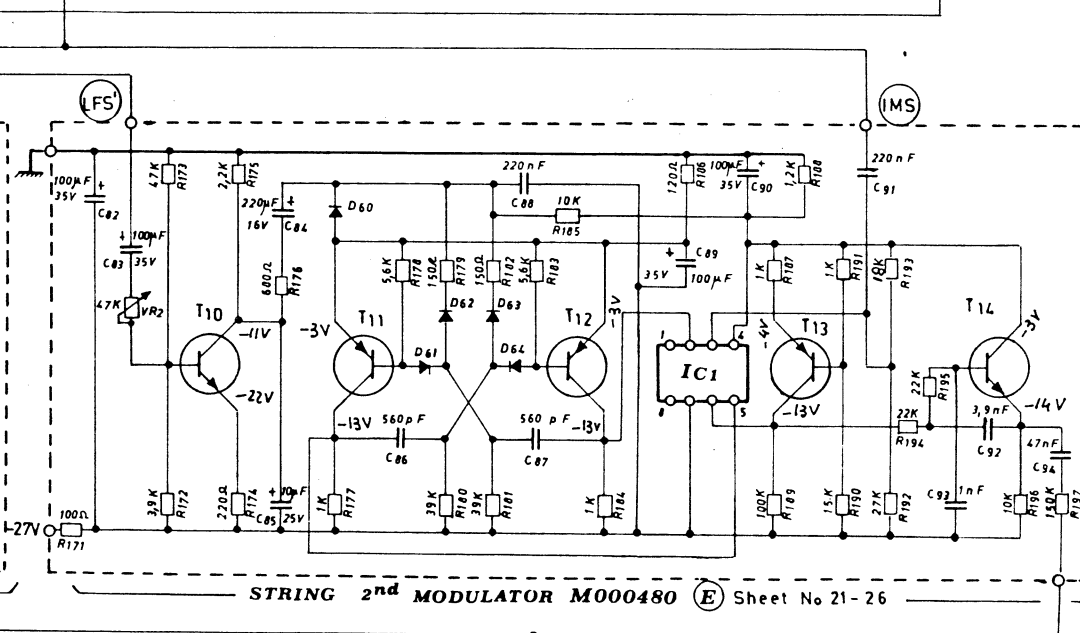 LFS'
IMS
100µF
35V
C82
47K
R173
2,2K
R175
220µF
16V
C84
D60
220nF
C88
10K
R185
120Ω
R186
100µF
35V
C90
1,2K
R188
220nF
C91
100µF
35V
C83
47K
VR2
T10
-11V
-22V
680Ω
R176
5,6K
R178
150Ω
R179
150Ω
R182
5,6K
R183
D62
D63
C89
35V
100µF
1K
R187
1K
R191
R193
T11
-3V
D61
D64
T12
-3V
1
4
IC1
8
5
-4V
T13
-13V
T14
-3V
-14V
22K
R195
-13V
560pF
C86
560pF
C87
-13V
22K
R194
3,9nF
C92
47nF
C94
3,9K
R172
220Ω
R174
10µF
C85
25V
1K
R177
39K
R180
39K
R181
1K
R184
100K
R189
15K
R190
27K
R192
C93
1nF
10K
R196
150K
R197
-27V
100Ω
R171
STRING 2nd MODULATOR M000480 E Sheet No 21-26